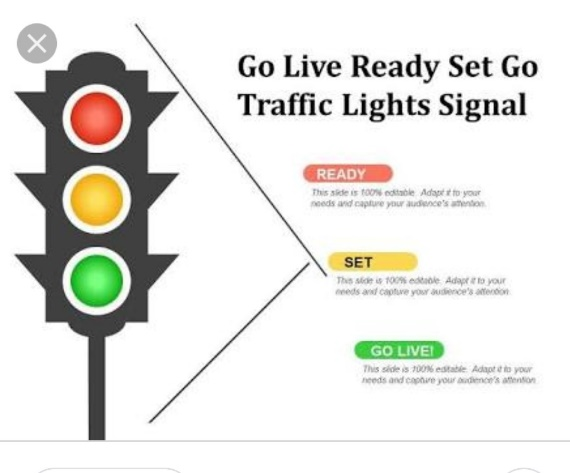 Go Live Ready Set Go
Traffic Lights Signal
READY
This slide is 100% editable. Adapt it to your
needs and capture your audience's attention.
SET
This slide is 100% editable. Adapt it to your
needs and capture your audience's attention.
GO LIVE!
This slide is 100% editable. Adapt it to your
needs and capture your audience's attention.